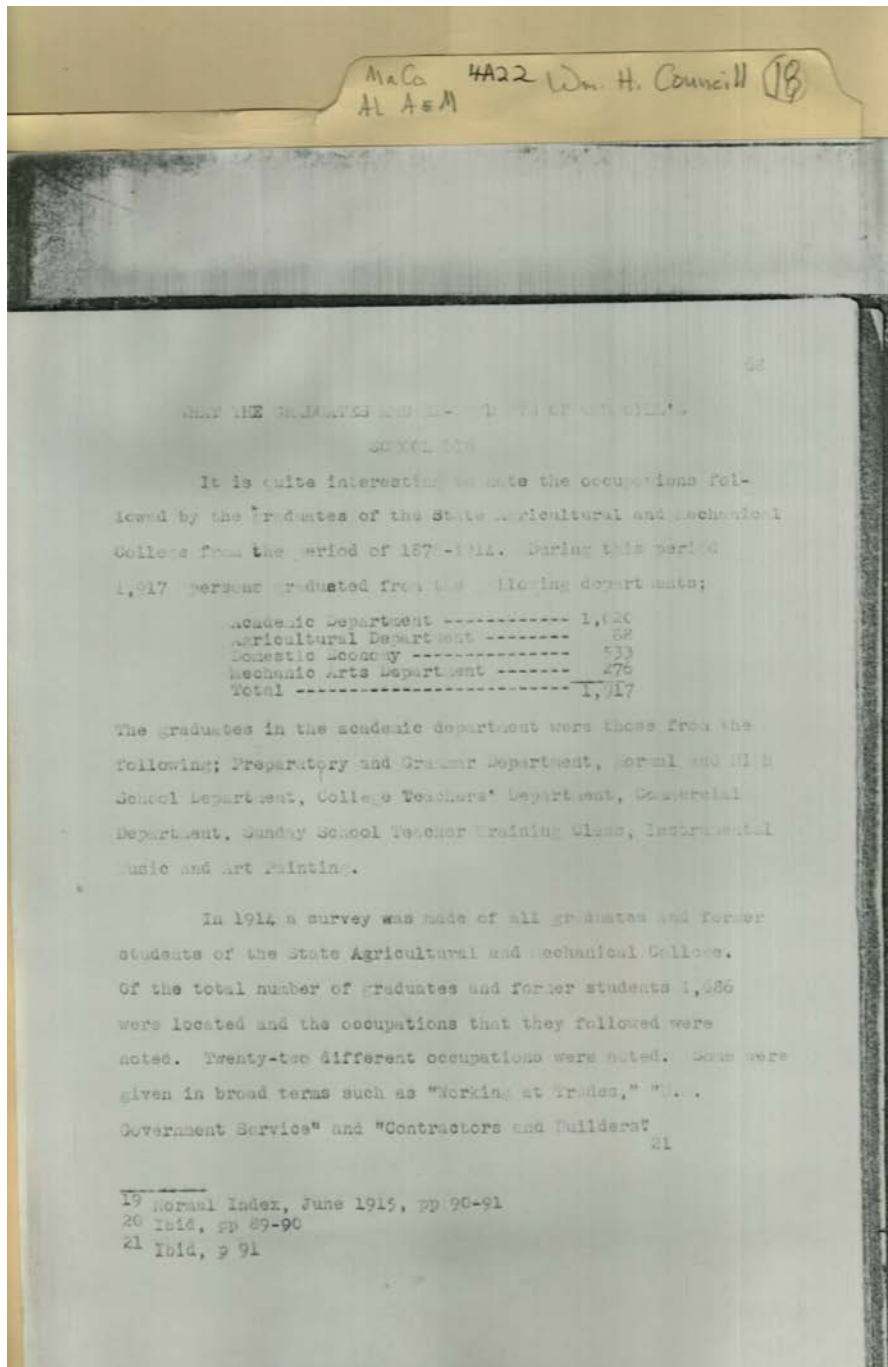 MaCo 4A22 Wm. H. Councill 18
AL A&M
68
WHAT THE GRADUATES AND OF
SCHOOL
It is quite interesting to note the occupations fol-
lowed by the graduates of the State Agricultural and Mechanical
College from the period of During this period
1,917 persons graduated from the following departments;
Academic Department ------------ 1,020
Agricultural Department -------- 88
Domestic Economy --------------- 533
Mechanic Arts Department ------- 276
Total -------------------------- 1,917
The graduates in the academic department were those from the
following; Preparatory and Grammar Department, Normal and High
School Department, College Teachers' Department, Commercial
Department, Sunday School Teacher Training Class, Instrumental
Music and Art Painting.
In 1914 a survey was made of all graduates and former
students of the State Agricultural and Mechanical College.
Of the total number of graduates and former students
were located and the occupations that they followed were
noted. Twenty-two different occupations were noted. Some were
given in broad terms such as "Working at Trades,"
Government Service" and "Contractors and Builders"
21
19 Normal Index, June 1915, pp 90-91
20 Ibid, pp 89-90
21 Ibid, p 91